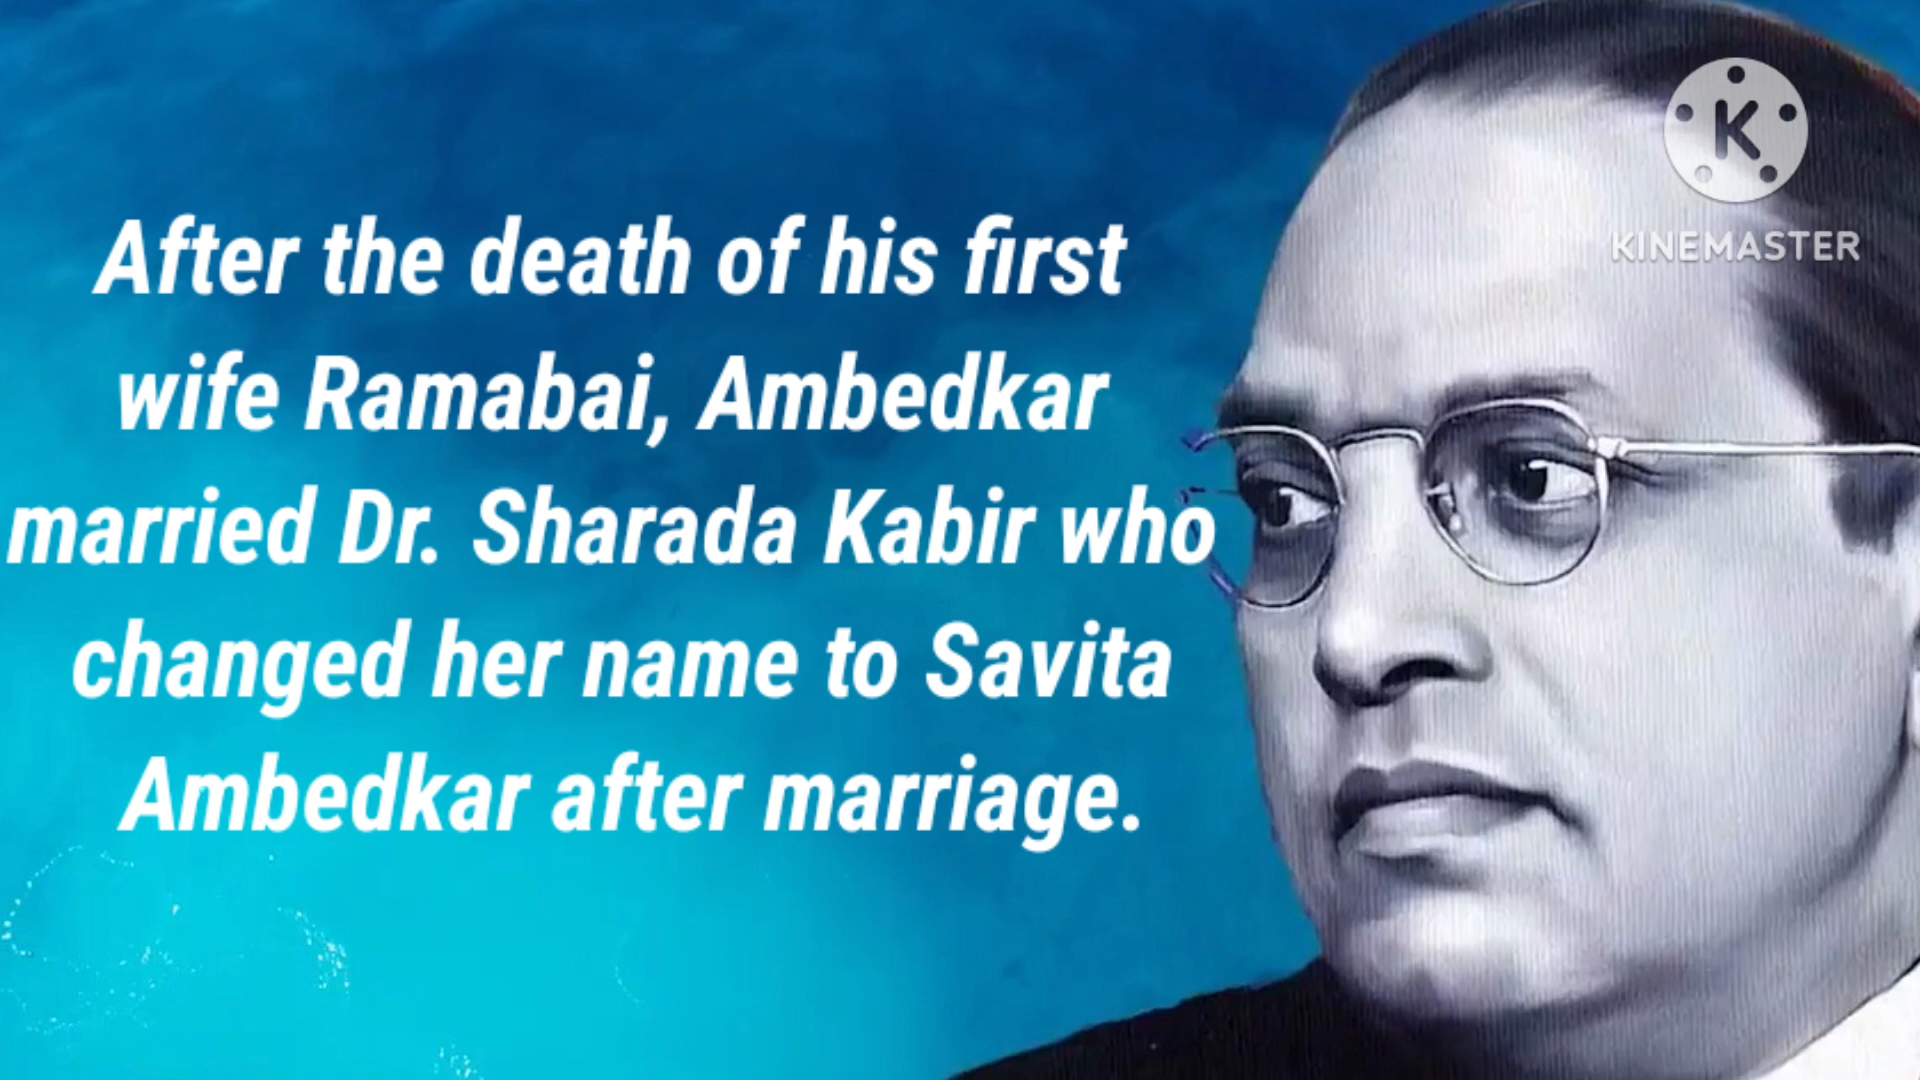 K
KINEMASTER
After the death of his first
wife Ramabai, Ambedkar
married Dr. Sharada Kabir who
changed her name to Savita
Ambedkar after marriage.